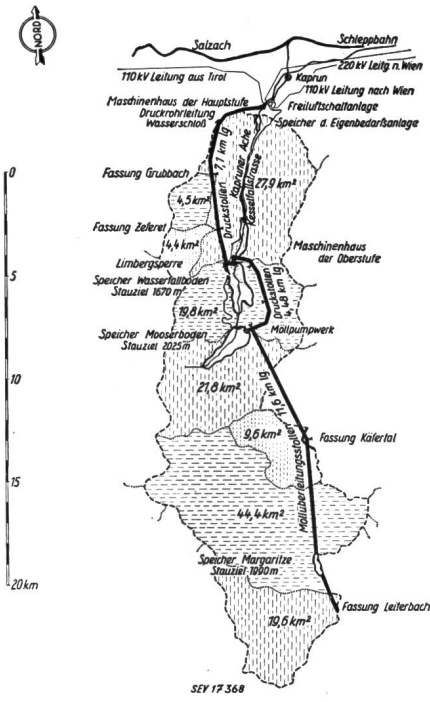 NORD
Salzach
Schleppbahn
220 kV Leitg n. Wien
110 kV Leitung aus Tirol
Kaprun
110 kV Leitung nach Wien
Maschinenhaus der Hauptstufe
Freiluftschaltanlage
Druckrohrleitung
Wasserschloß
Speicher d. Eigenbedarfsanlage
0
Fassung Grubbach
Druckstollen 7,1 km lg.
Kapruner Ache
Kesselfallstrasse
27,9 km²
4,5 km²
Fassung Zeferet
4,4 km²
Maschinenhaus
der Oberstufe
Limbergsperre
5
Speicher Wasserfallboden
Stauziel 1670 m
Druckstollen
4,48 km lg.
19,8 km²
Speicher Mooserboden
Stauziel 2025 m
Möllpumpwerk
10
21,8 km²
Möllüberleitungsstollen 11,6 km lg.
9,6 km²
Fassung Käfertal
15
44,4 km²
Speicher Margaritze
Stauziel 1990 m
20 km
19,6 km²
Fassung Leiterbach
SEV 17 368